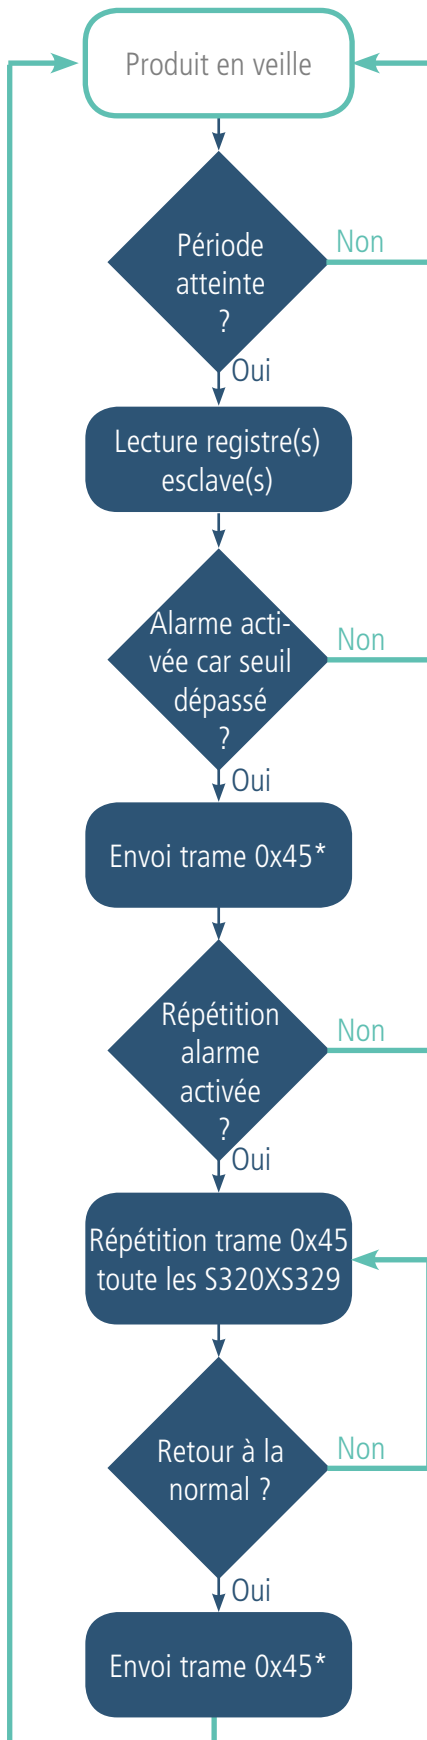 Produit en veille
Période
atteinte
?
Non
Oui
Lecture registre(s)
esclave(s)
Alarme acti-
vée car seuil
dépassé
?
Non
Oui
Envoi trame 0x45*
Répétition
alarme
activée
?
Non
Oui
Répétition trame 0x45
toute les S320XS329
Retour à la
normal ?
Non
Oui
Envoi trame 0x45*